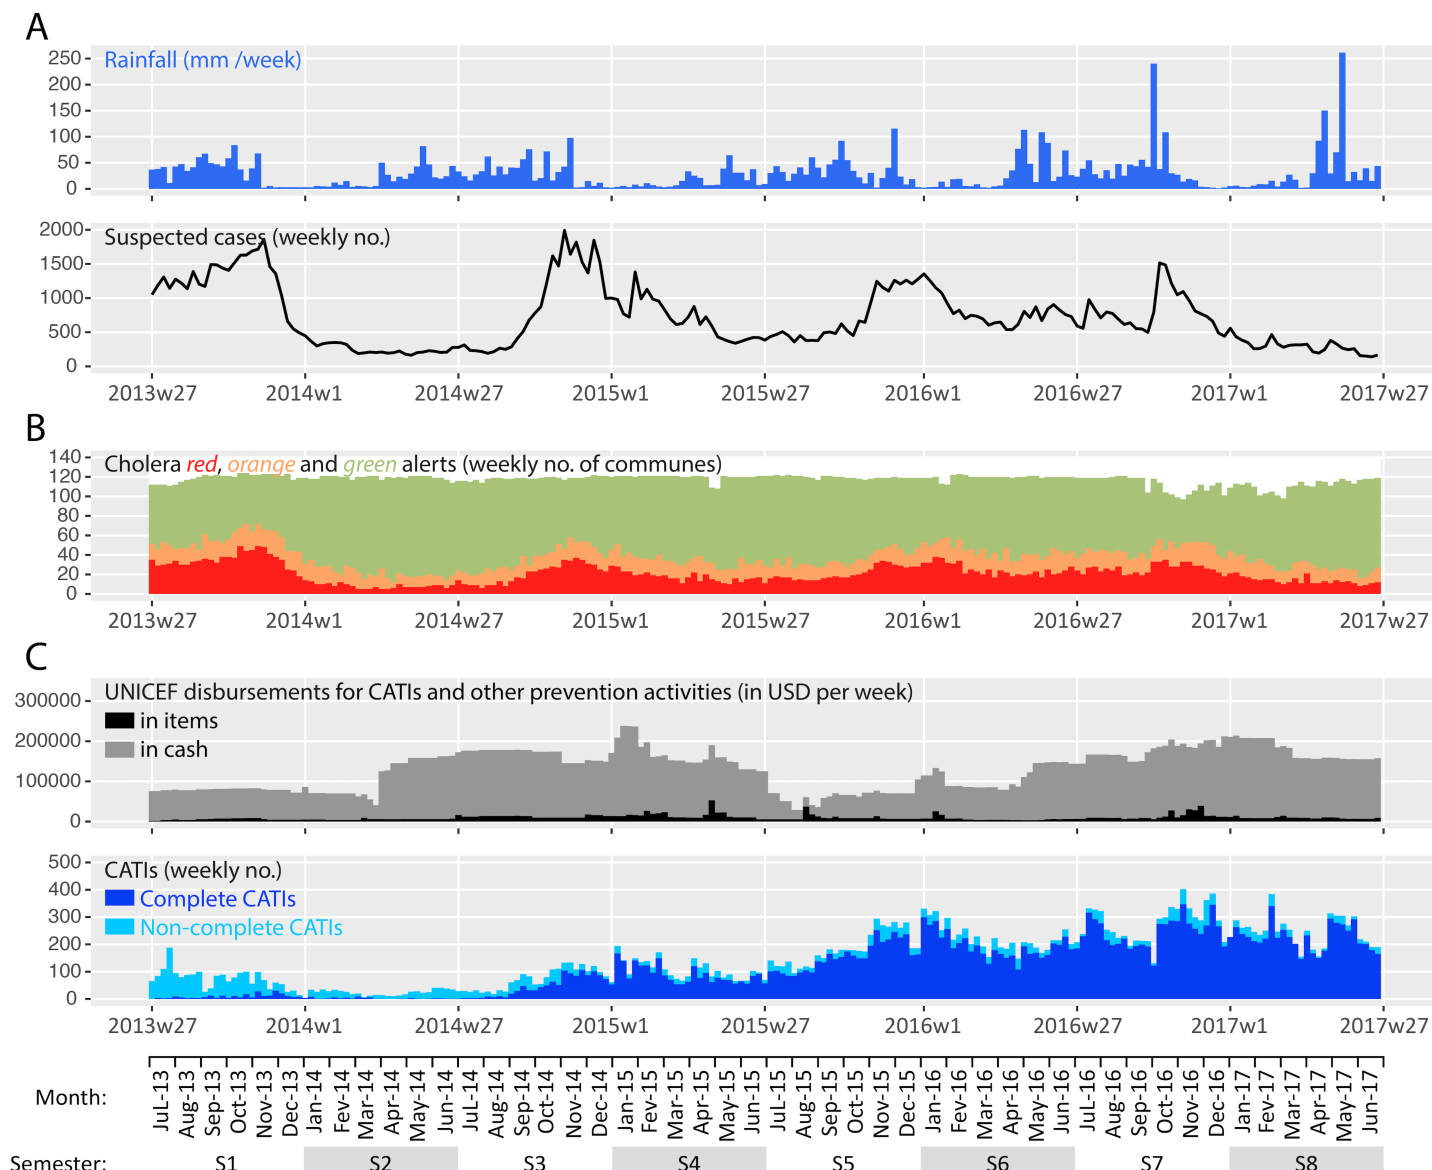 A
Rainfall (mm /week)
250
200
150
100
50
0
Suspected cases (weekly no.)
2000
1500
1000
500
0
2013w27 2014w1 2014w27 2015w1 2015w27 2016w1 2016w27 2017w1 2017w27
B
Cholera red, orange and green alerts (weekly no. of communes)
140
120
100
80
60
40
20
0
2013w27 2014w1 2014w27 2015w1 2015w27 2016w1 2016w27 2017w1 2017w27
C
UNICEF disbursements for CATIs and other prevention activities (in USD per week)
in items
in cash
300000
200000
100000
0
CATIs (weekly no.)
Complete CATIs
Non-complete CATIs
500
400
300
200
100
0
2013w27 2014w1 2014w27 2015w1 2015w27 2016w1 2016w27 2017w1 2017w27
Month: JuL-13 Aug-13 Sep-13 Oct-13 Nov-13 Dec-13 Jan-14 Fev-14 Mar-14 Apr-14 May-14 Jun-14 JuL-14 Aug-14 Sep-14 Oct-14 Nov-14 Dec-14 Jan-15 Fev-15 Mar-15 Apr-15 May-15 Jun-15 JuL-15 Aug-15 Sep-15 Oct-15 Nov-15 Dec-15 Jan-16 Fev-16 Mar-16 Apr-16 May-16 Jun-16 JuL-16 Aug-16 Sep-16 Oct-16 Nov-16 Dec-16 Jan-17 Fev-17 Mar-17 Apr-17 May-17 Jun-17
Semester: S1 S2 S3 S4 S5 S6 S7 S8